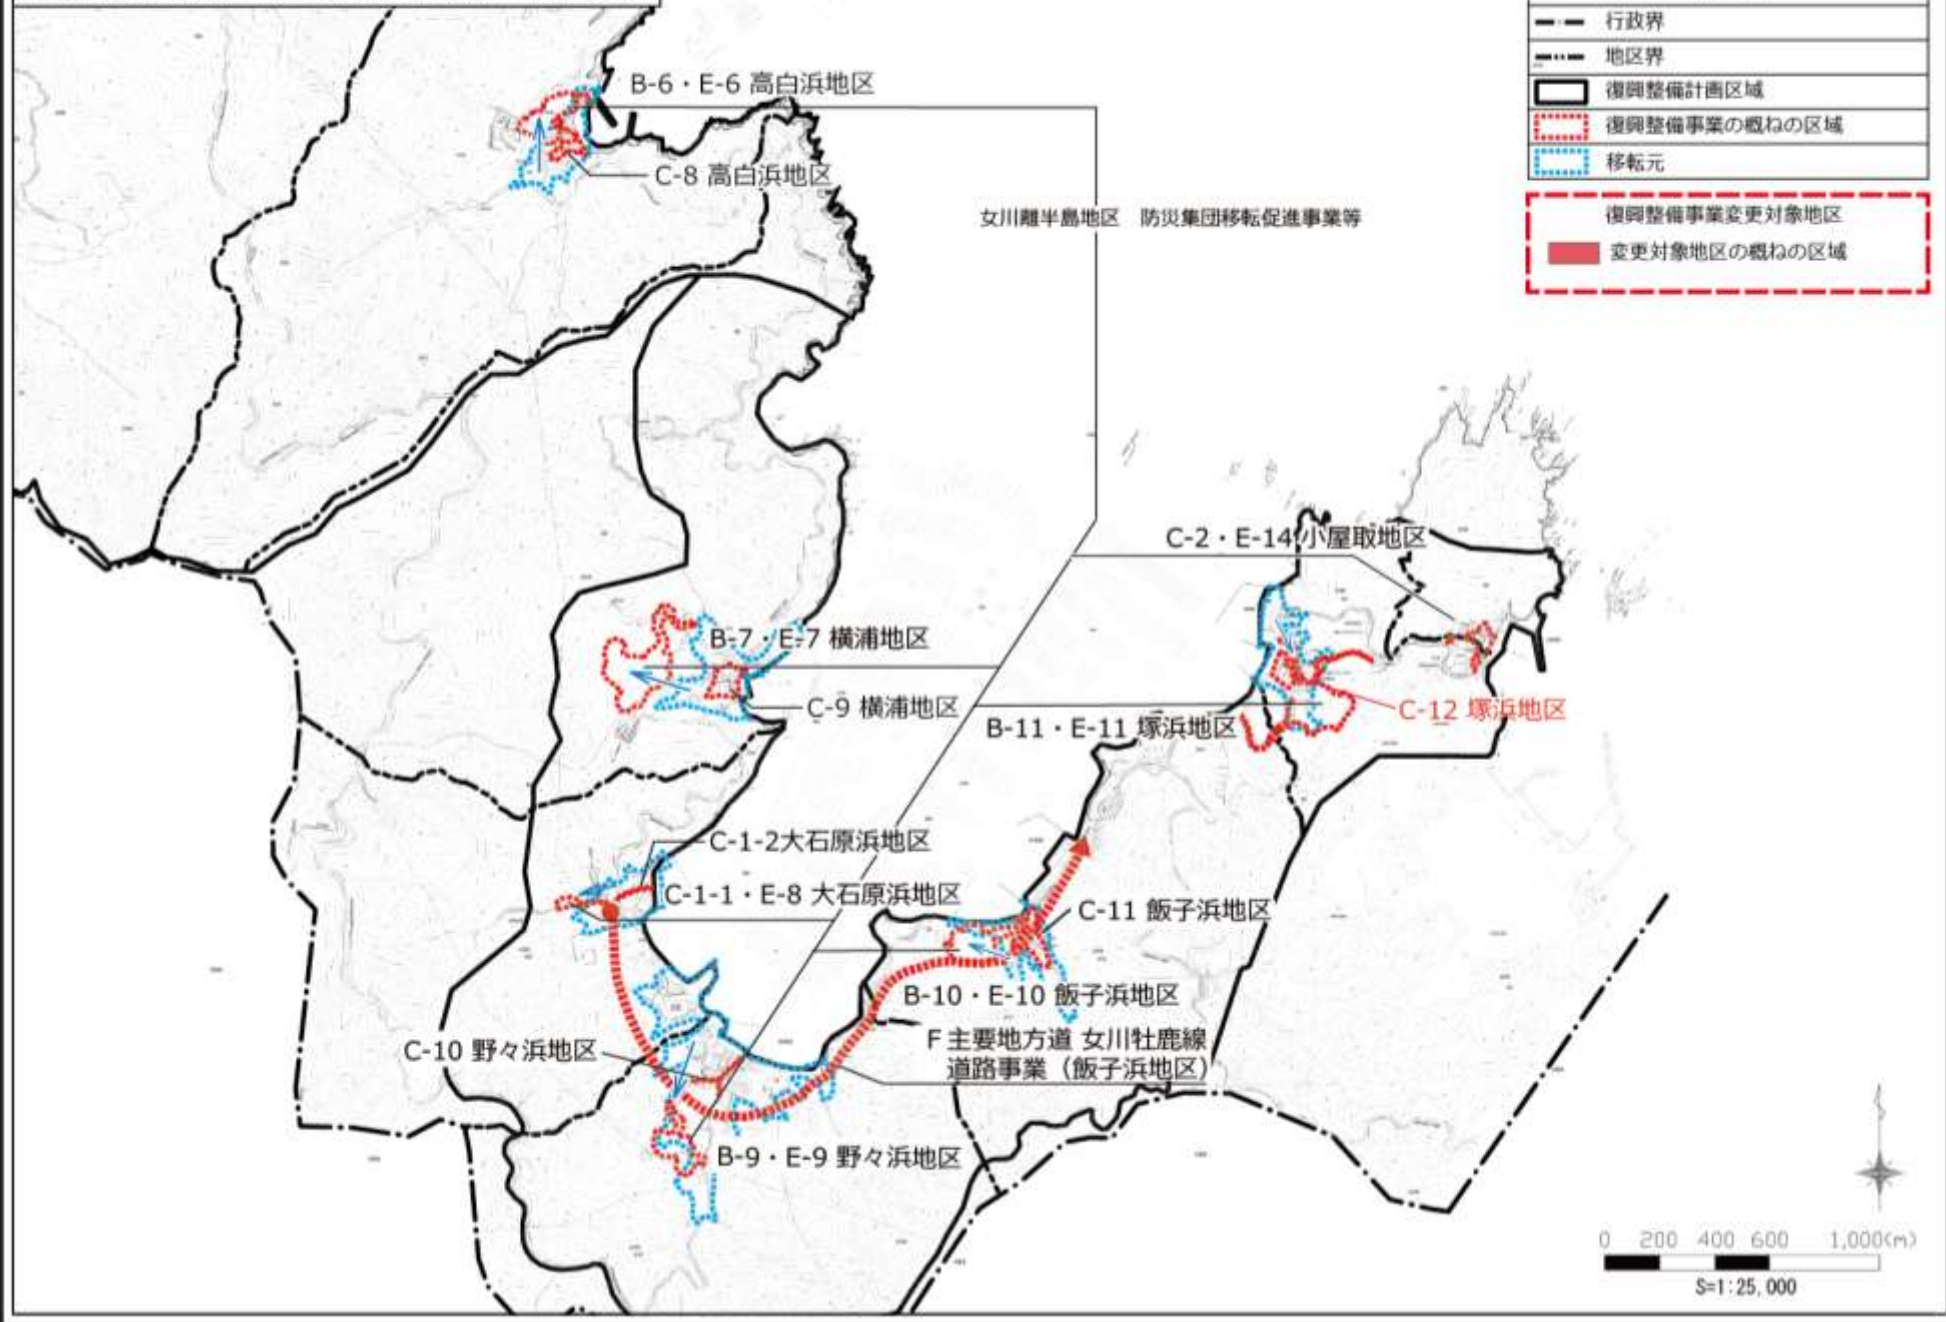 行政界
地区界
復興整備計画区域
復興整備事業の概ねの区域
移転元
復興整備事業変更対象地区
変更対象地区の概ねの区域
B-6・E-6 高白浜地区
C-8 高白浜地区
女川離半島地区 防災集団移転促進事業等
C-2・E-14 小屋取地区
B-7・E-7 横浦地区
C-9 横浦地区
C-12 塚浜地区
B-11・E-11 塚浜地区
C-1-2大石原浜地区
C-1-1・E-8 大石原浜地区
C-11 飯子浜地区
B-10・E-10 飯子浜地区
F 主要地方道 女川牡鹿線
道路事業（飯子浜地区）
C-10 野々浜地区
B-9・E-9 野々浜地区
0 200 400 600 1,000(m)
S=1:25,000